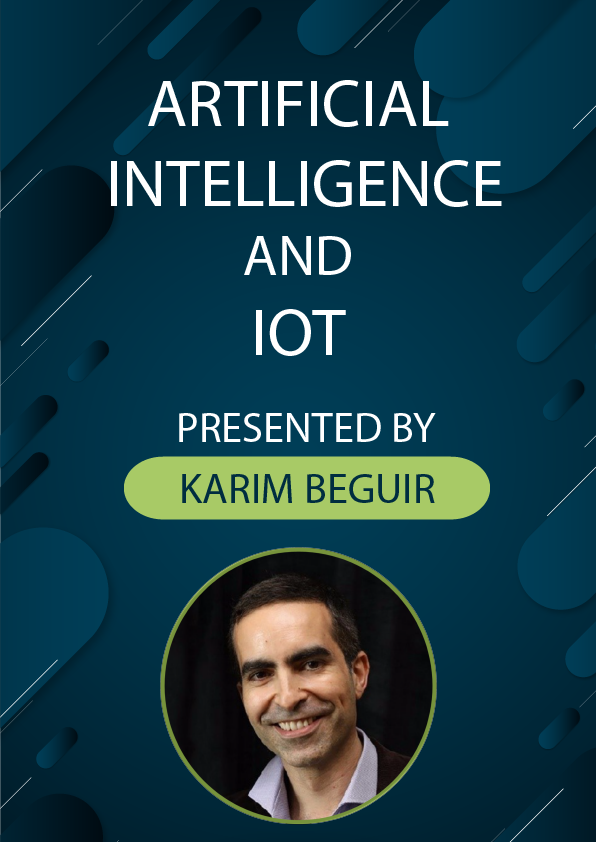 ARTIFICIAL
INTELLIGENCE
AND
IOT
PRESENTED BY
KARIM BEGUIR